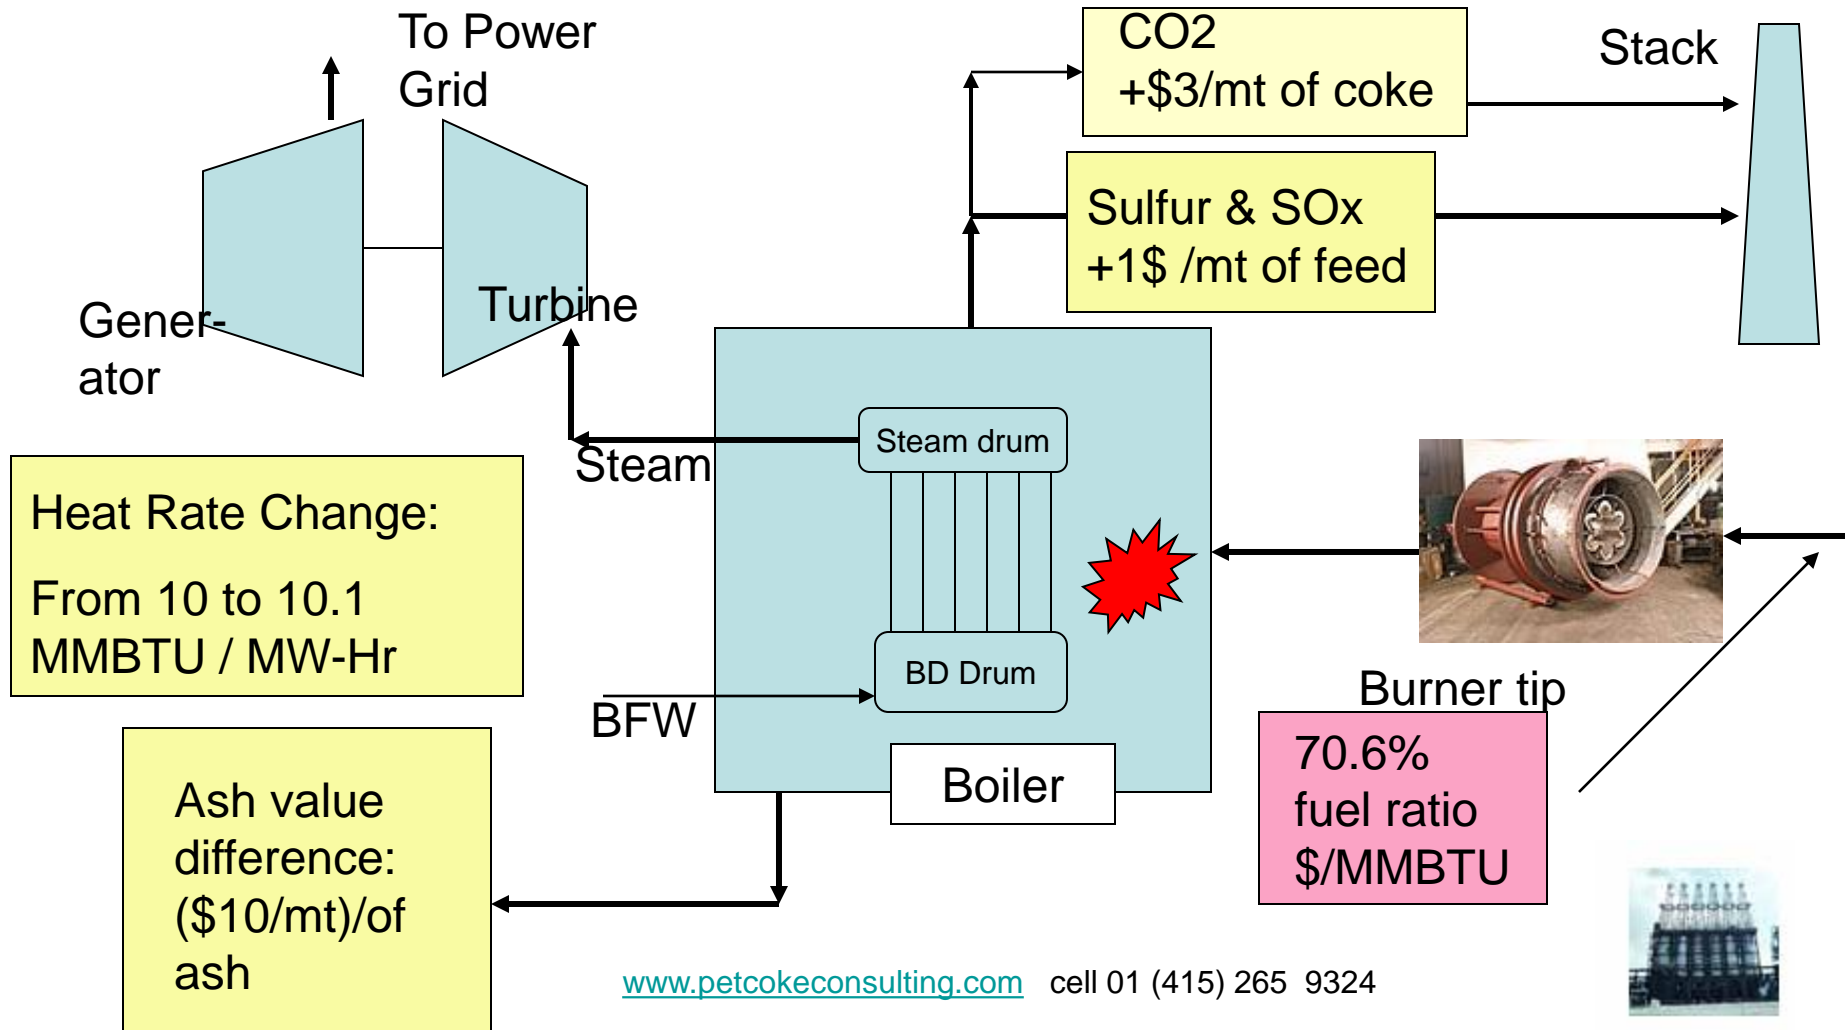 To Power
Grid
CO2
+$3/mt of coke
Stack
Sulfur & SOx
+1$ /mt of feed
Gener-
ator
Turbine
Steam drum
Steam
Heat Rate Change:
From 10 to 10.1
MMBTU / MW-Hr
BD Drum
BFW
Burner tip
Boiler
70.6%
fuel ratio
$/MMBTU
Ash value
difference:
($10/mt)/of
ash
www.petcokeconsulting.com cell 01 (415) 265 9324